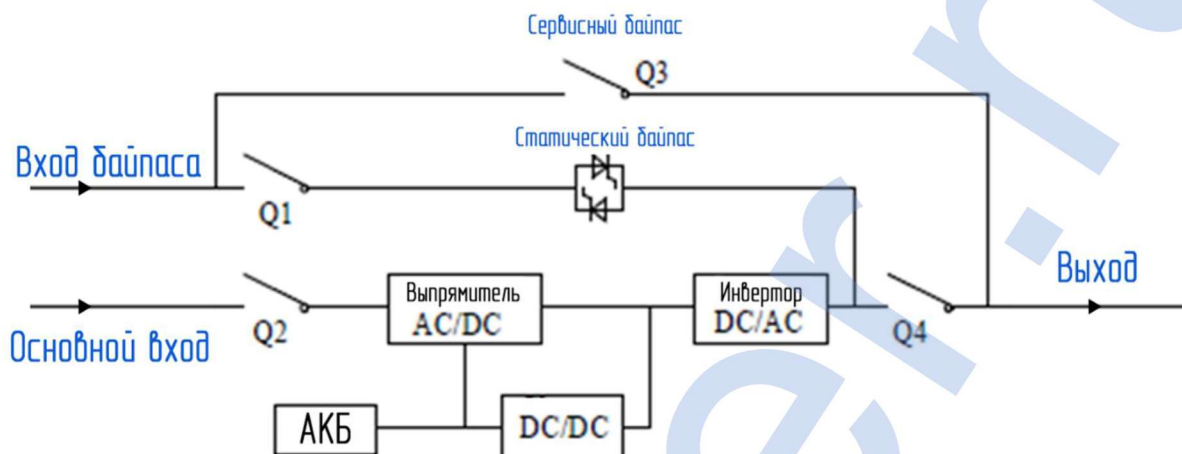 Сервисный байпас
Q3
Статический байпас
Вход байпаса
Q1
Выход
Выпрямитель
AC/DC
Инвертор
DC/AC
Q2
Q4
Основной вход
АКБ
DC/DC